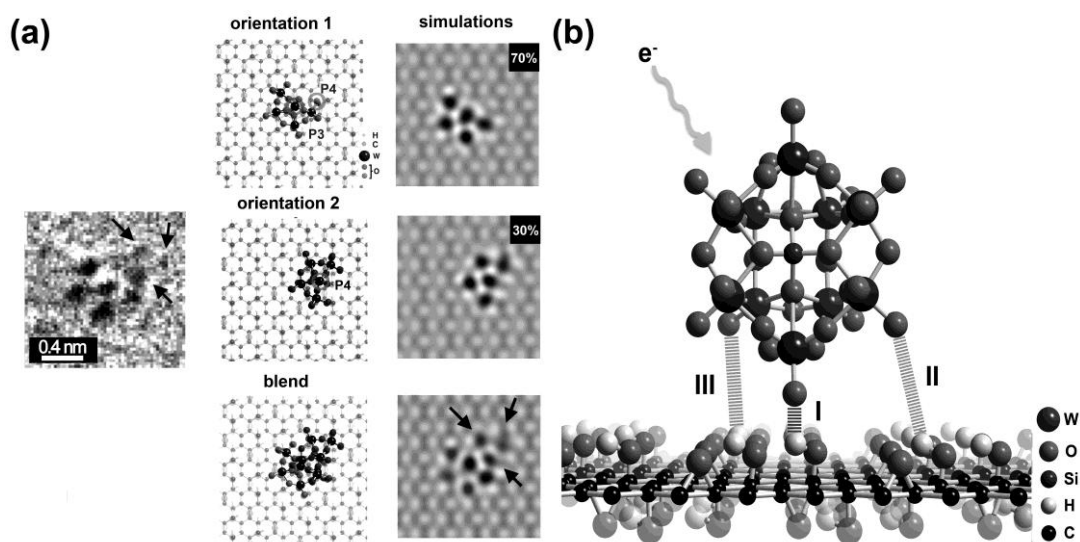 (a)
orientation 1
simulations
(b)
70%
e-
P4
P3
H
C
W
O
orientation 2
30%
P4
0.4 nm
blend
III
II
I
W
O
Si
H
C